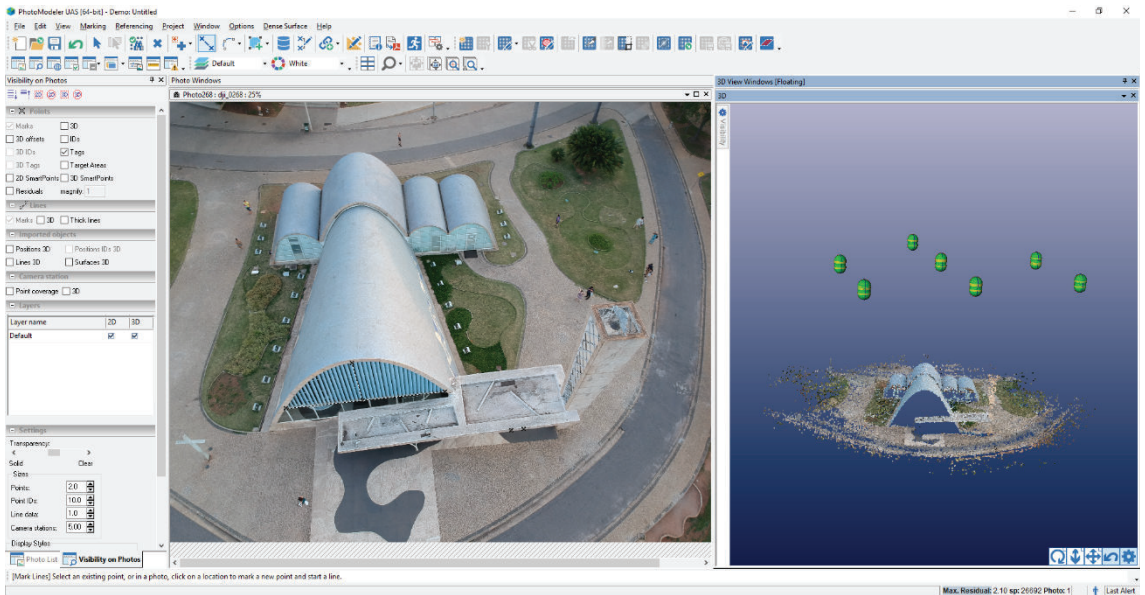 PhotoModeler UAS [64-bit] - Demo: Untitled
File Edit View Marking Referencing Project Window Options Dense Surface Help
Default White
Visibility on Photos
Photo Windows
3D View Windows [Floating]
Photo268 : dji_0268 : 25%
3D
Visibility
Points
Marks 3D
3D offsets IDs
3D IDs Tags
3D Tags Target Areas
2D SmartPoints 3D SmartPoints
Residuals magnify: 1
Lines
Marks 3D Thick lines
Imported objects
Positions 3D Positions IDs 3D
Lines 3D Surfaces 3D
Camera station
Point coverage 3D
Layers
Layer name 2D 3D
Default
Settings
Transparency:
Solid Clear
Sizes
Points: 2.0
Point IDs: 10.0
Line data: 1.0
Camera stations: 5.00
Display Styles
Photo List Visibility on Photos
[Mark Lines] Select an existing point, or in a photo, click on a location to mark a new point and start a line.
Max. Residual: 2.10 sp: 26692 Photo: 1 Last Alert